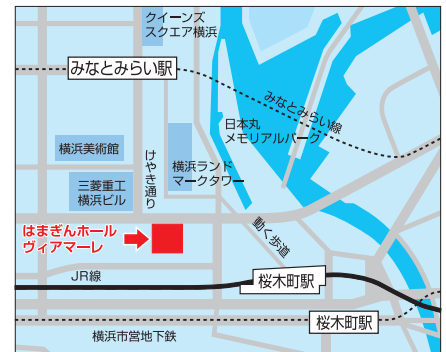 クイーンズ
スクエア横浜
みなとみらい駅
みなとみらい線
日本丸
メモリアルパーク
横浜美術館
けやき通り
横浜ランド
マークタワー
三菱重工
横浜ビル
はまぎんホール
ヴィアマーレ
動く歩道
JR線
桜木町駅
桜木町駅
横浜市営地下鉄